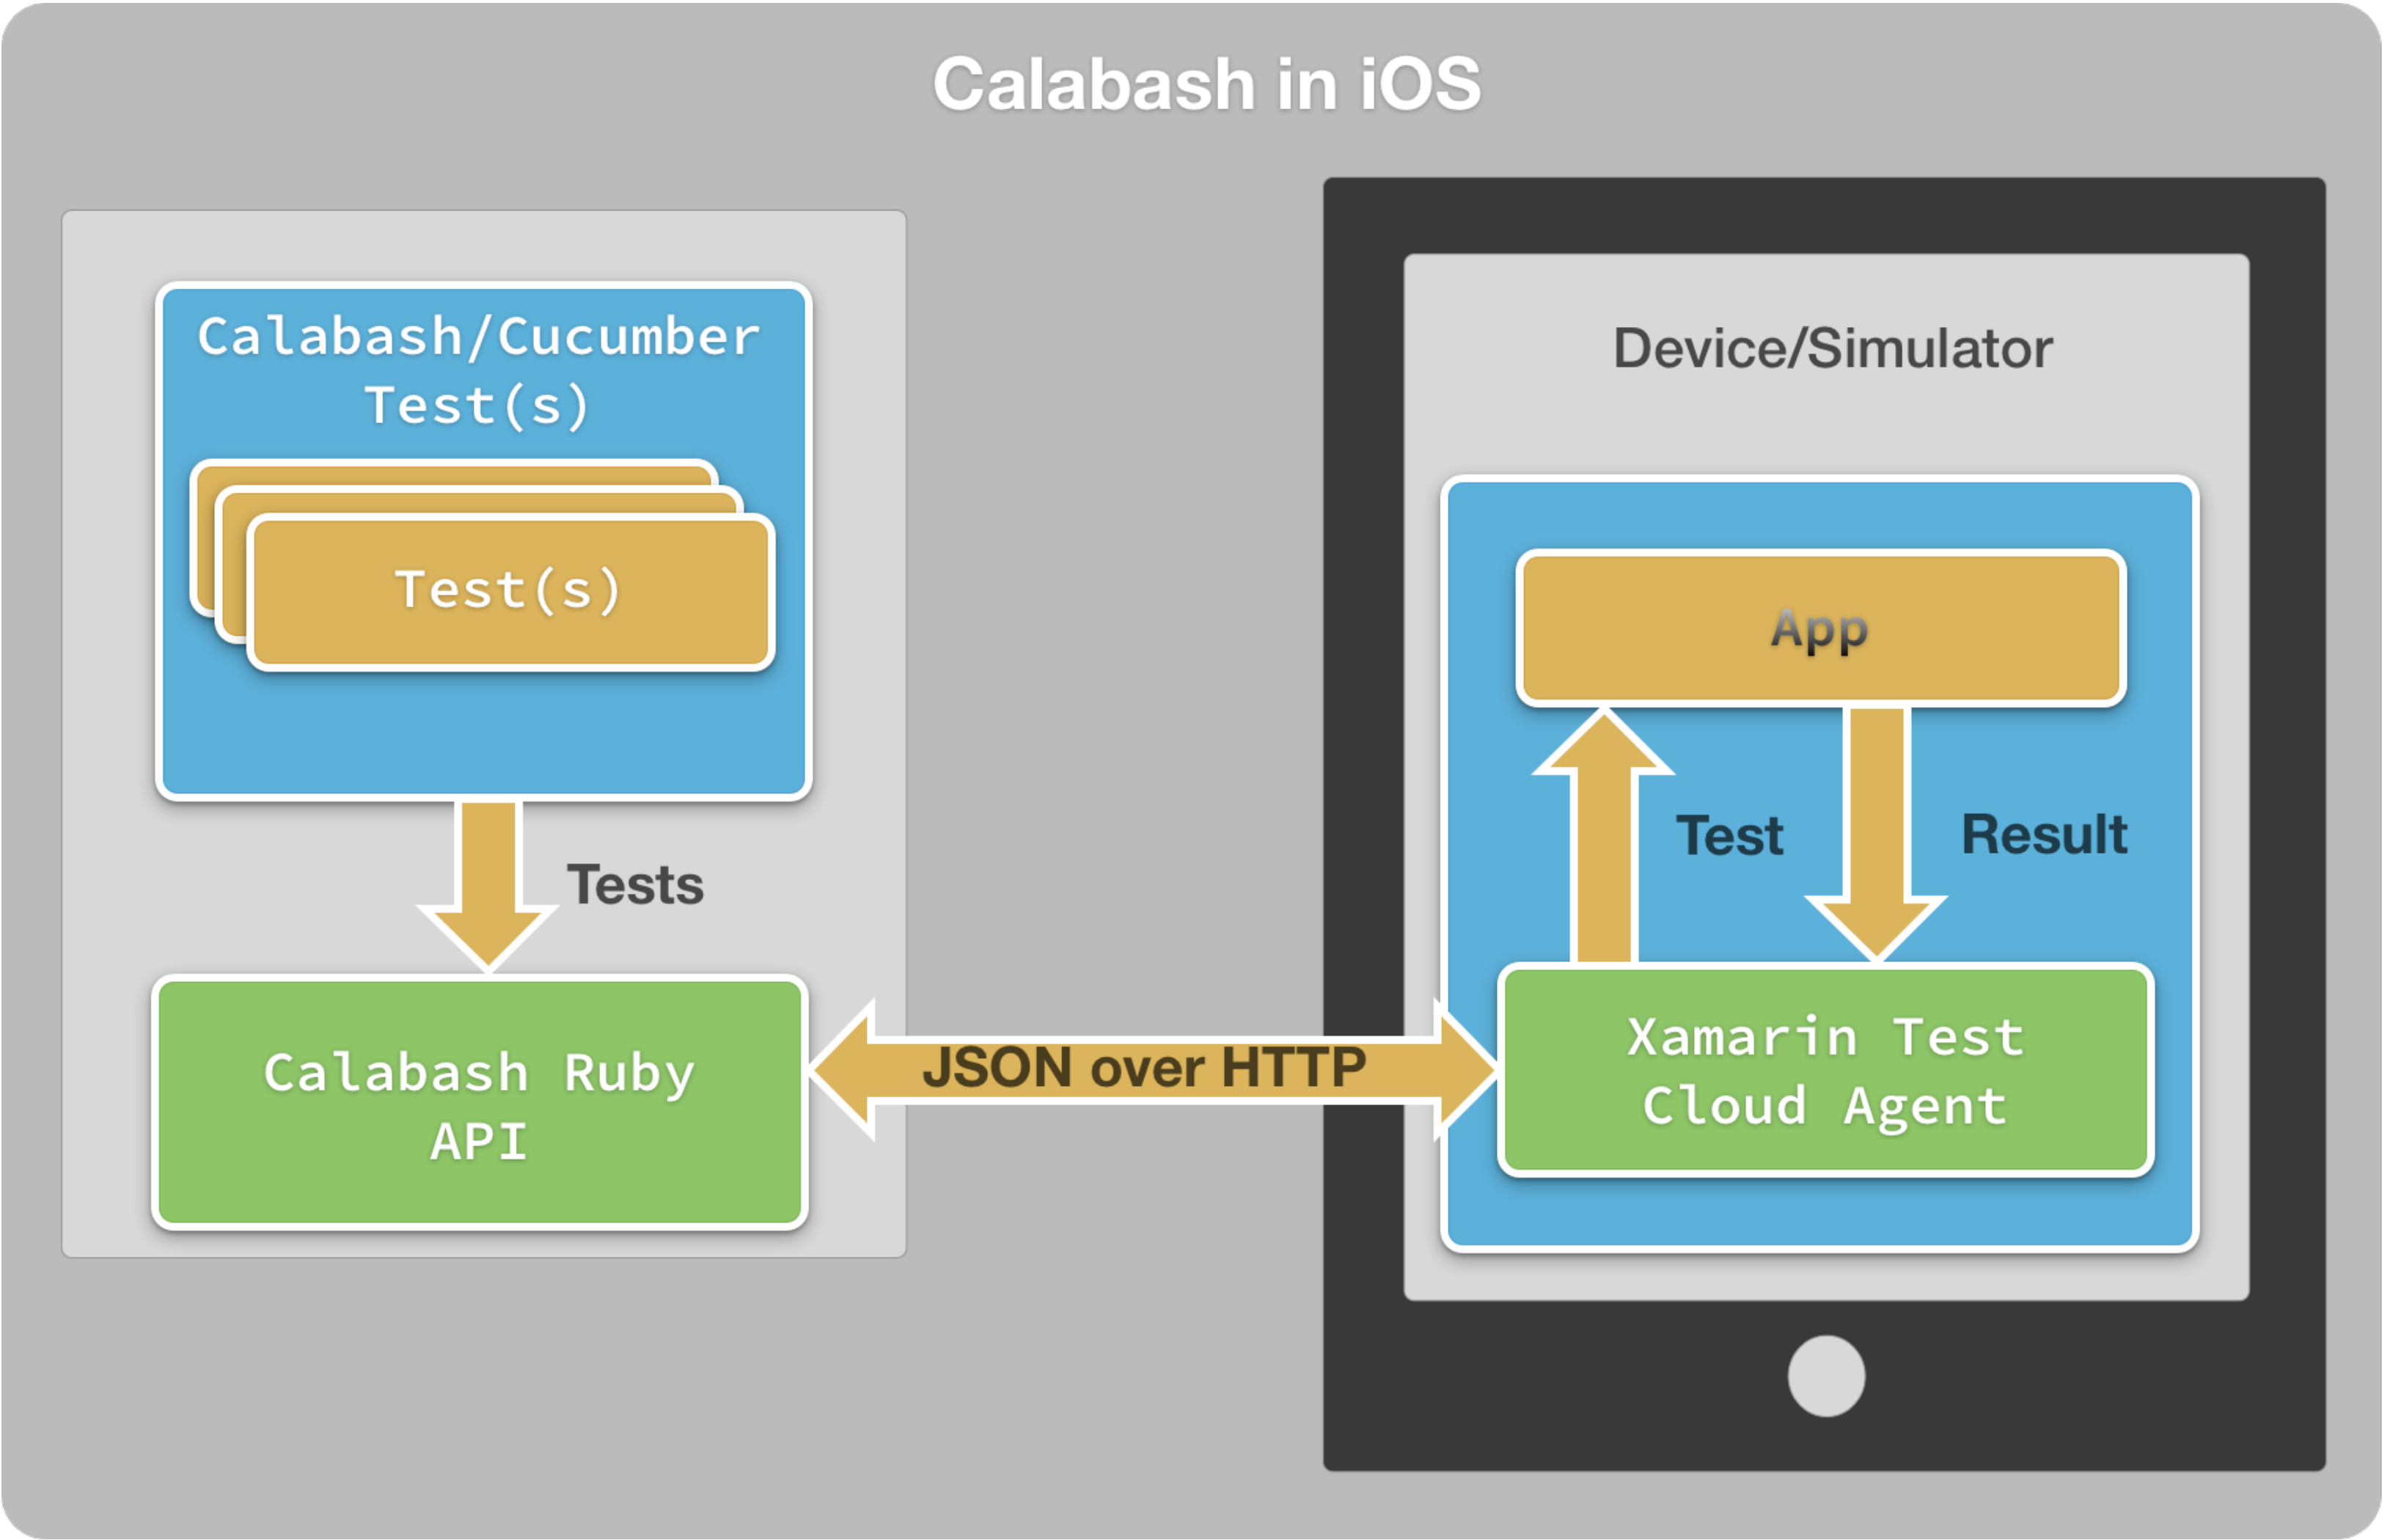 Calabash in iOS
Calabash/Cucumber
Test(s)
Test(s)
Tests
Calabash Ruby
API
JSON over HTTP
Device/Simulator
App
Test
Result
Xamarin Test
Cloud Agent